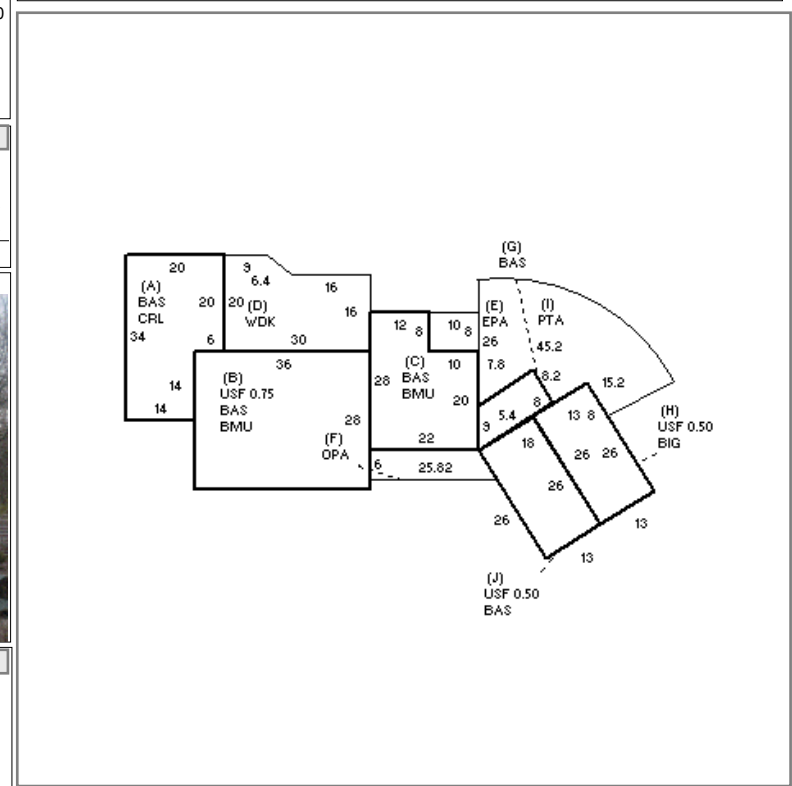 (G)
BAS
20
(A)
BAS
CRL
20
34
6
14
14
9
6.4
16
20
(D)
WDK
16
30
36
(B)
USF 0.75
BAS
BMU
28
(F)
OPA
12
8
10
8
(C)
BAS
BMU
10
28
20
22
6
25.82
(E)
EPA
26
7.8
(I)
PTA
45.2
8.2
15.2
8
5.4
9
13
8
18
26
26
26
26
13
13
(H)
USF 0.50
BIG
(J)
USF 0.50
BAS